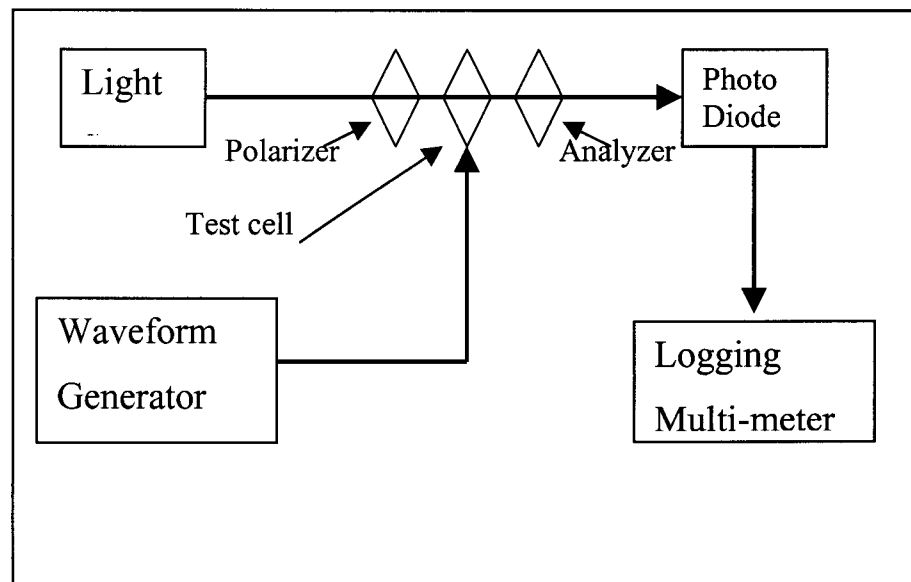 Light
Photo
Diode
Polarizer
Analyzer
Test cell
Waveform
Generator
Logging
Multi-meter